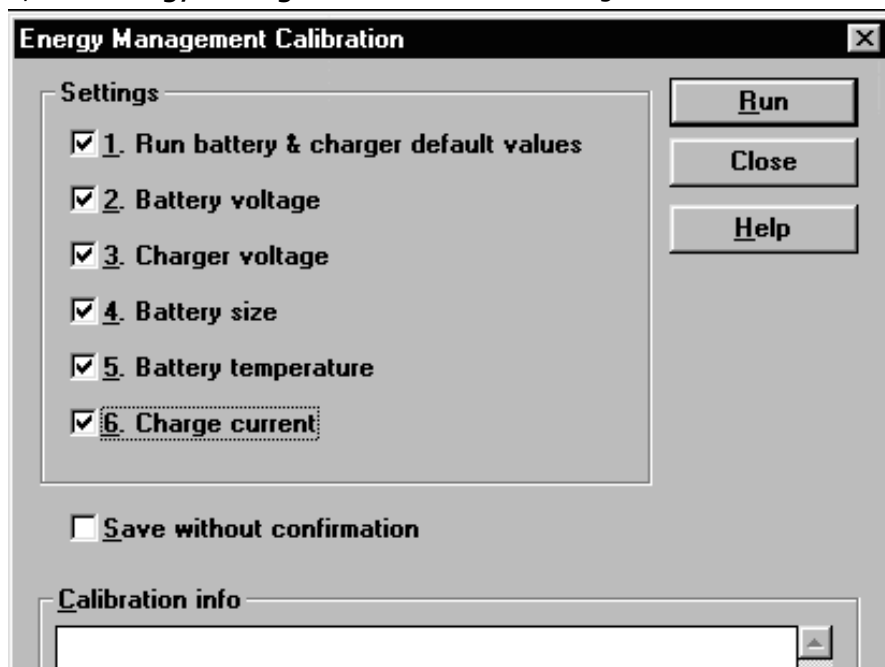 Energy Management Calibration
Settings
Run
1. Run battery & charger default values
Close
2. Battery voltage
Help
3. Charger voltage
4. Battery size
5. Battery temperature
6. Charge current
Save without confirmation
Calibration info